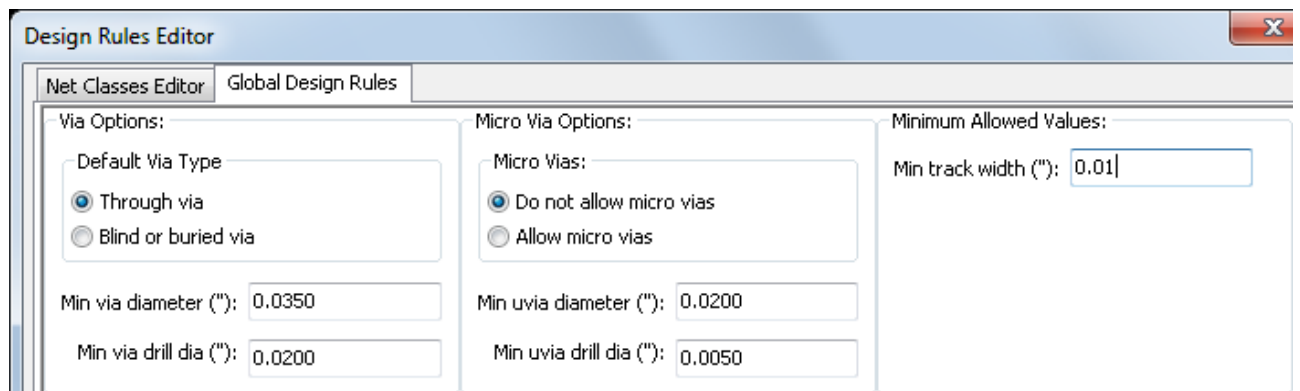 Design Rules Editor
Net Classes Editor Global Design Rules
Via Options:
Default Via Type
Through via
Blind or buried via
Min via diameter ("): 0.0350
Min via drill dia ("): 0.0200
Micro Via Options:
Micro Vias:
Do not allow micro vias
Allow micro vias
Min uvia diameter ("): 0.0200
Min uvia drill dia ("): 0.0050
Minimum Allowed Values:
Min track width ("): 0.01